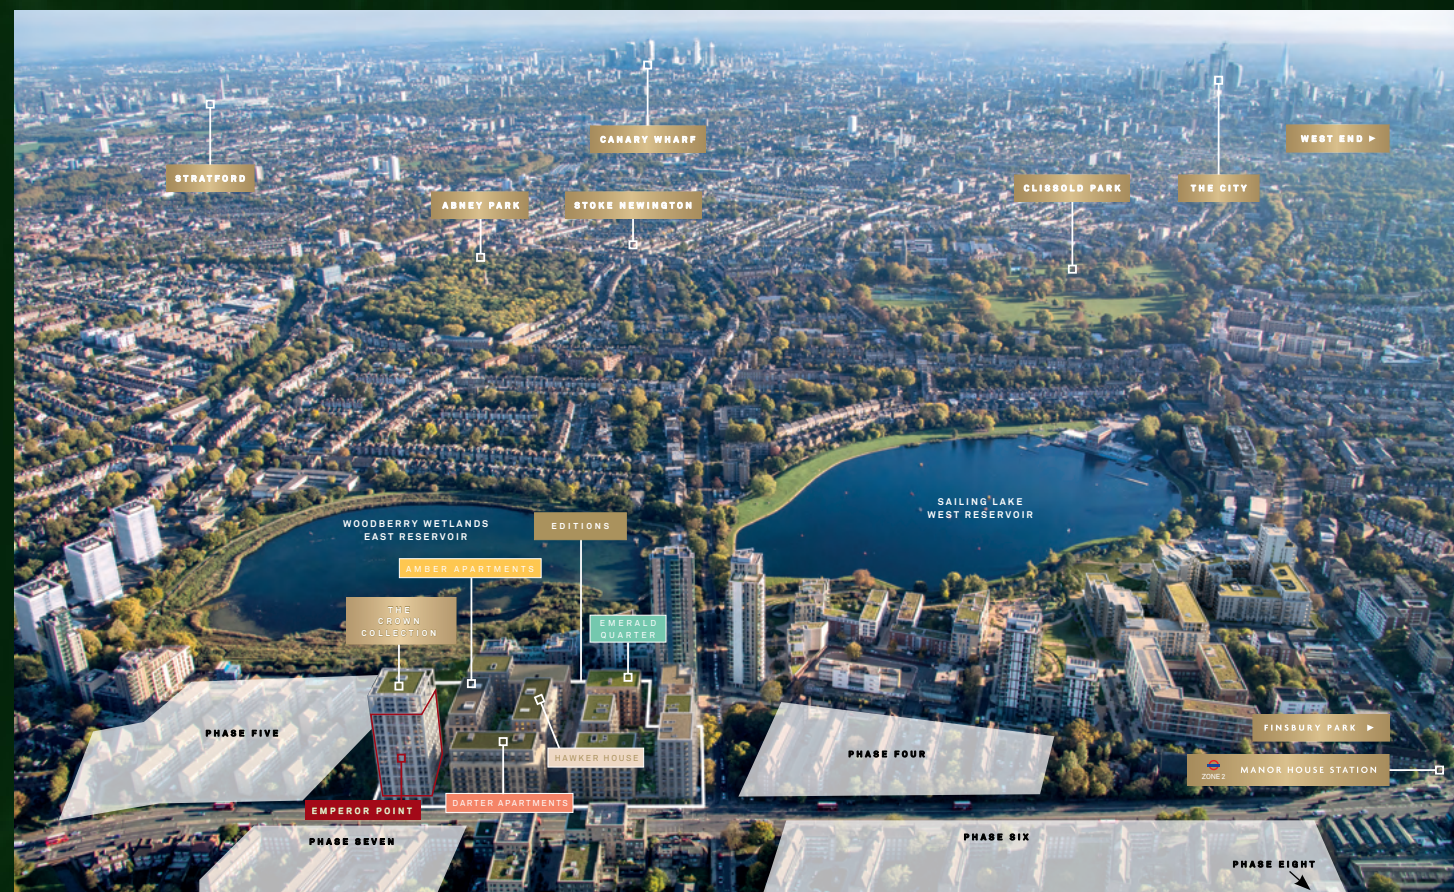 CANARY WHARF
WEST END ►
STRATFORD
CLISSOLD PARK
THE CITY
ABNEY PARK
STOKE NEWINGTON
SAILING LAKE
WEST RESERVOIR
WOODBERRY WETLANDS
EAST RESERVOIR
EDITIONS
AMBER APARTMENTS
THE
CROWN
COLLECTION
EMERALD
QUARTER
PHASE FIVE
FINSBURY PARK ►
HAWKER HOUSE
PHASE FOUR
ZONE 2
MANOR HOUSE STATION
DARTER APARTMENTS
EMPEROR POINT
PHASE SEVEN
PHASE SIX
PHASE EIGHT